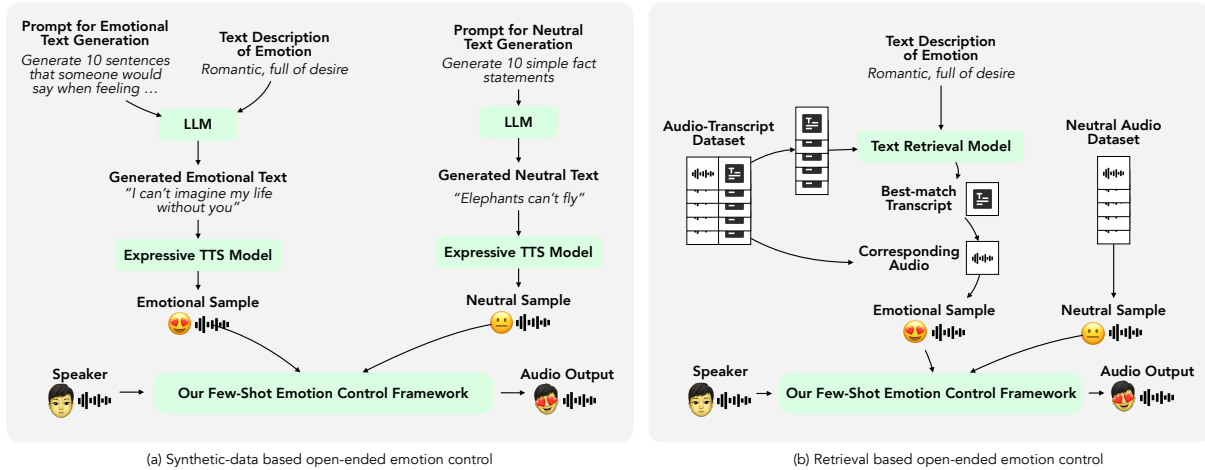 Prompt for Emotional
Text Generation
Generate 10 sentences
that someone would
say when feeling ...
Text Description
of Emotion
Romantic, full of desire
LLM
Generated Emotional Text
“I can’t imagine my life
without you”
Expressive TTS Model
Emotional Sample
Prompt for Neutral
Text Generation
Generate 10 simple fact
statements
LLM
Generated Neutral Text
“Elephants can’t fly”
Expressive TTS Model
Neutral Sample
Speaker
Our Few-Shot Emotion Control Framework
Audio Output
(a) Synthetic-data based open-ended emotion control
Text Description
of Emotion
Romantic, full of desire
Audio-Transcript
Dataset
Text Retrieval Model
Neutral Audio
Dataset
Best-match
Transcript
Corresponding
Audio
Emotional Sample
Neutral Sample
Speaker
Our Few-Shot Emotion Control Framework
Audio Output
(b) Retrieval based open-ended emotion control